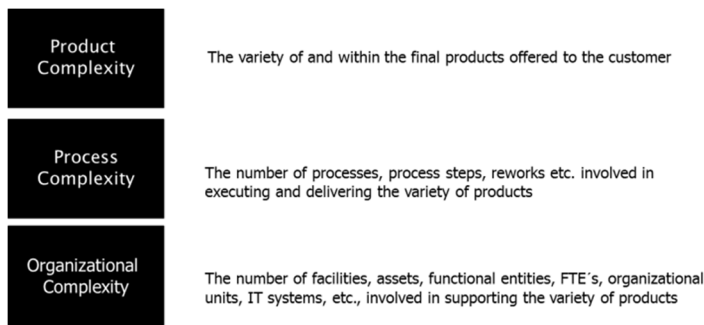 Product
Complexity
The variety of and within the final products offered to the customer
Process
Complexity
The number of processes, process steps, reworks etc. involved in
executing and delivering the variety of products
Organizational
Complexity
The number of facilities, assets, functional entities, FTE´s, organizational
units, IT systems, etc., involved in supporting the variety of products